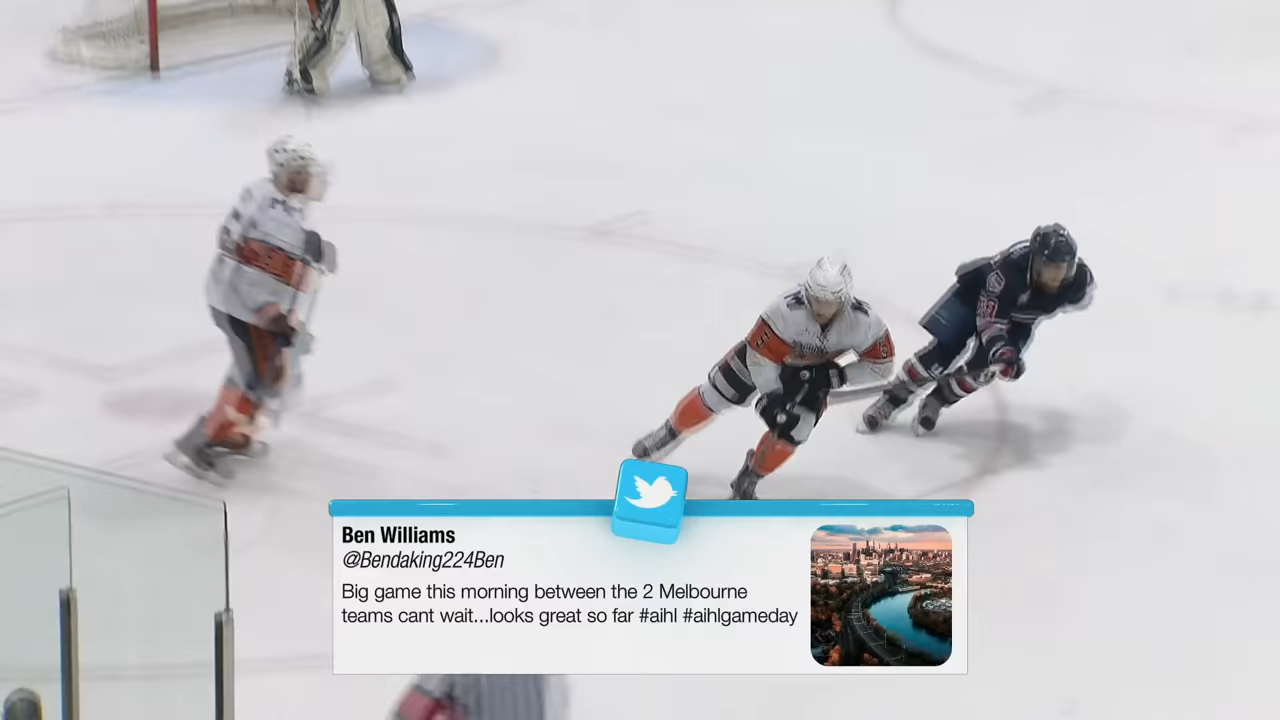 Ben Williams
@Bendaking224Ben
Big game this morning between the 2 Melbourne
teams cant wait...looks great so far #aihl #aihlgameday